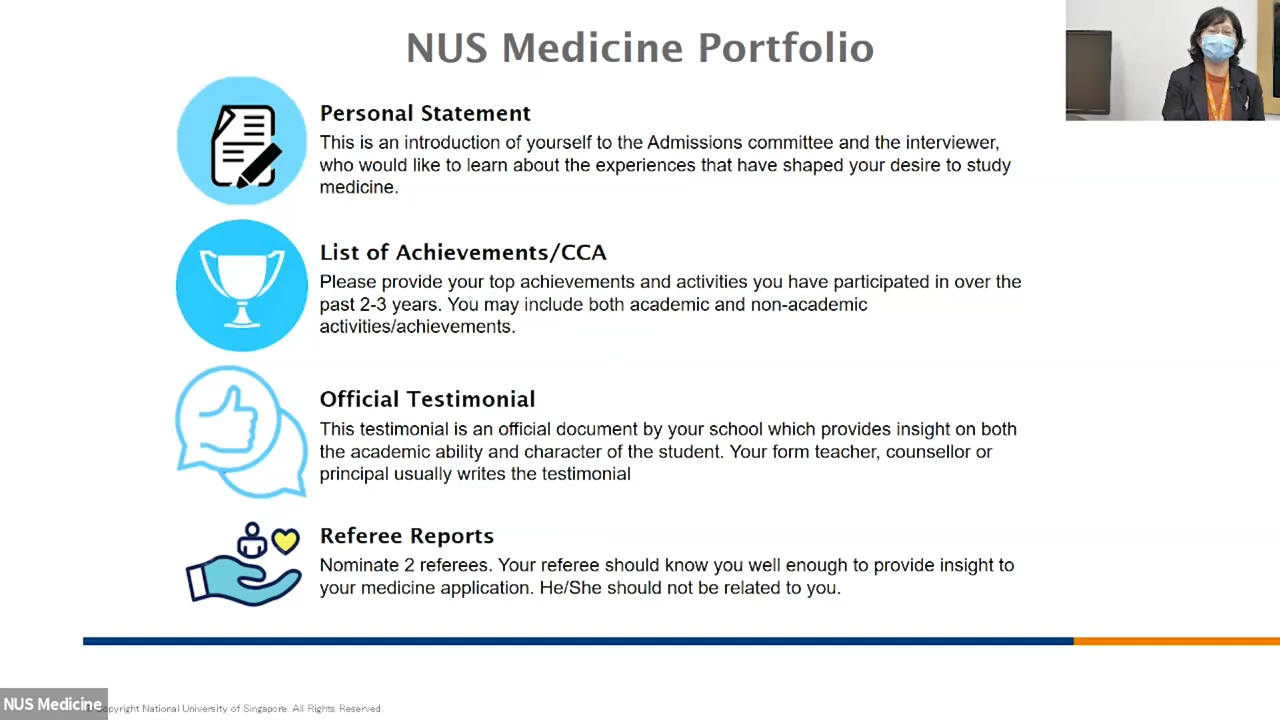 NUS Medicine Portfolio
Personal Statement
This is an introduction of yourself to the Admissions committee and the interviewer,
who would like to learn about the experiences that have shaped your desire to study
medicine.
List of Achievements/CCA
Please provide your top achievements and activities you have participated in over the
past 2-3 years. You may include both academic and non-academic
activities/achievements.
Official Testimonial
This testimonial is an official document by your school which provides insight on both
the academic ability and character of the student. Your form teacher, counsellor or
principal usually writes the testimonial
Referee Reports
Nominate 2 referees. Your referee should know you well enough to provide insight to
your medicine application. He/She should not be related to you.
NUS Medicine
© Copyright National University of Singapore. All Rights Reserved